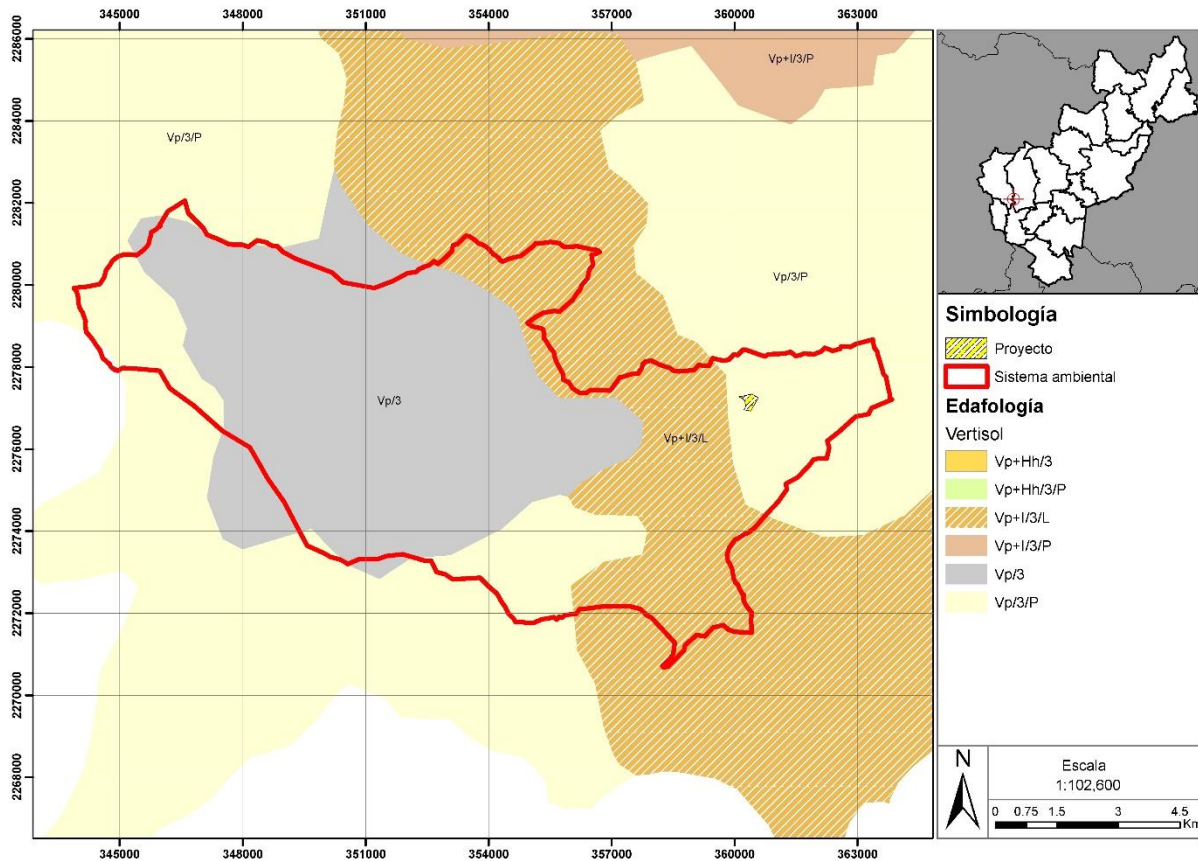 345000 348000 351000 354000 357000 360000 363000
2286000
2284000
2282000
2280000
2278000
2276000
2274000
2272000
2270000
2268000
Vp+I/3/P
Vp/3/P
Vp/3/P
Vp/3
Vp+I/3/L
345000 348000 351000 354000 357000 360000 363000
Simbología
Proyecto
Sistema ambiental
Edafología
Vertisol
Vp+Hh/3
Vp+Hh/3/P
Vp+I/3/L
Vp+I/3/P
Vp/3
Vp/3/P
N
Escala
1:102,600
0 0.75 1.5 3 4.5
Km